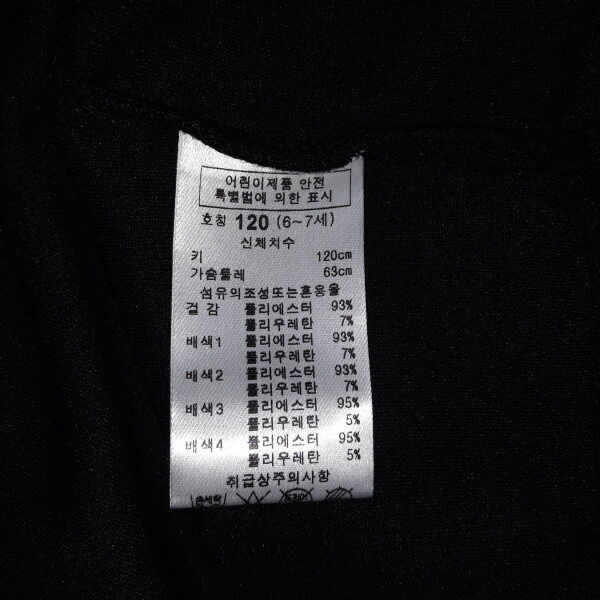 어린이제품 안전
특별법에 의한 표시
호칭 120 (6~7세)
신체치수
키 120cm
가슴둘레 63cm
섬유의조성또는혼용율
겉감 폴리에스터 93%
폴리우레탄 7%
배색1 폴리에스터 93%
폴리우레탄 7%
배색2 폴리에스터 93%
폴리우레탄 7%
배색3 폴리에스터 95%
폴리우레탄 5%
배색4 폴리에스터 95%
폴리우레탄 5%
취급상주의사항
손세탁 드라이